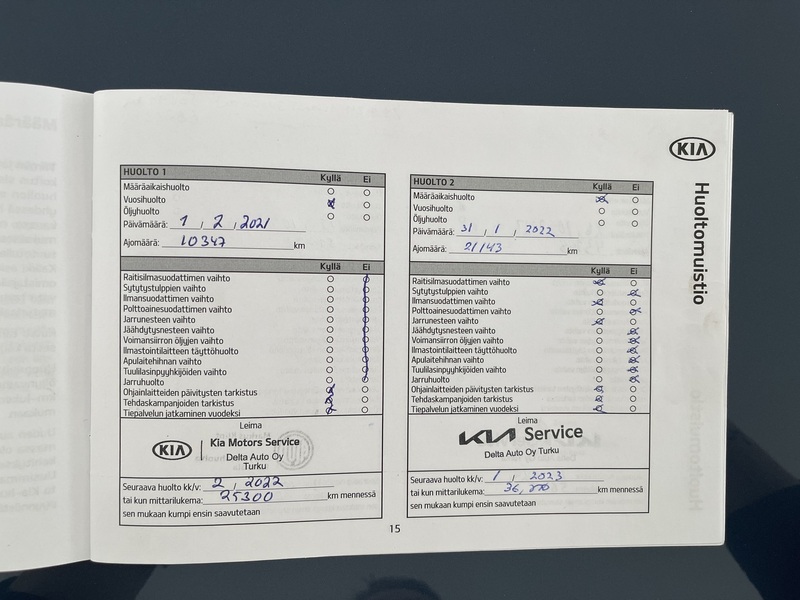 KIA
Huoltomuistio
HUOLTO 1
Kyllä Ei
Määräaikaishuolto
Vuosihuolto
Öljyhuolto
Päivämäärä: 1 / 2 / 2021
Ajomäärä: 10347 km
Kyllä Ei
Raitisilmasuodattimen vaihto
Sytytystulppien vaihto
Ilmansuodattimen vaihto
Polttoainesuodattimen vaihto
Jarrunesteen vaihto
Jäähdytysnesteen vaihto
Voimansiirron öljyjen vaihto
Ilmastointilaitteen täyttöhuolto
Apulaitehihnan vaihto
Tuulilasinpyyhkijöiden vaihto
Jarruhuolto
Ohjainlaitteiden päivitysten tarkistus
Tehdaskampanjoiden tarkistus
Tiepalvelun jatkaminen vuodeksi
Leima
KIA Kia Motors Service
Delta Auto Oy
Turku
Seuraava huolto kk/v: 2 / 2022
tai kun mittarilukema: 25300 km mennessä
sen mukaan kumpi ensin saavutetaan
HUOLTO 2
Kyllä Ei
Määräaikaishuolto
Vuosihuolto
Öljyhuolto
Päivämäärä: 31 / 1 / 2022
Ajomäärä: 21143 km
Kyllä Ei
Raitisilmasuodattimen vaihto
Sytytystulppien vaihto
Ilmansuodattimen vaihto
Polttoainesuodattimen vaihto
Jarrunesteen vaihto
Jäähdytysnesteen vaihto
Voimansiirron öljyjen vaihto
Ilmastointilaitteen täyttöhuolto
Apulaitehihnan vaihto
Tuulilasinpyyhkijöiden vaihto
Jarruhuolto
Ohjainlaitteiden päivitysten tarkistus
Tehdaskampanjoiden tarkistus
Tiepalvelun jatkaminen vuodeksi
Leima
KIA Service
Delta Auto Oy
Turku
Seuraava huolto kk/v: 1 / 2023
tai kun mittarilukema: km mennessä
sen mukaan kumpi ensin saavutetaan
15